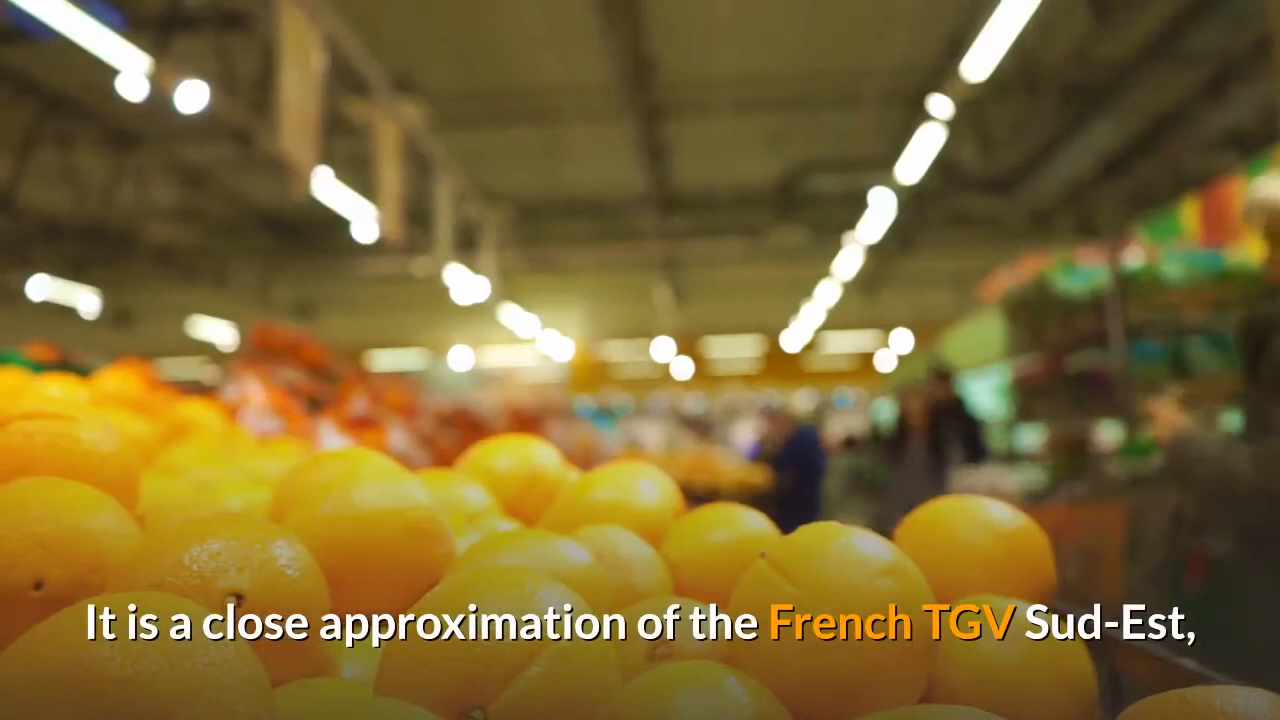 It is a close approximation of the French TGV Sud-Est,